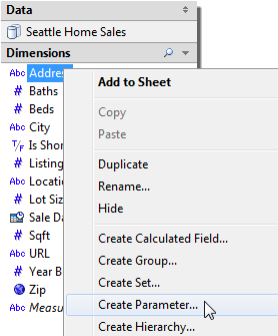 Data
Seattle Home Sales
Dimensions
Abc Addres
# Baths
# Beds
Abc City
T/F Is Shor
# Listing
Abc Locatio
# Lot Siz
Sale Da
# Sqft
Abc URL
# Year B
Zip
Abc Measu
Add to Sheet
Copy
Paste
Duplicate
Rename...
Hide
Create Calculated Field...
Create Group...
Create Set...
Create Parameter...
Create Hierarchy...